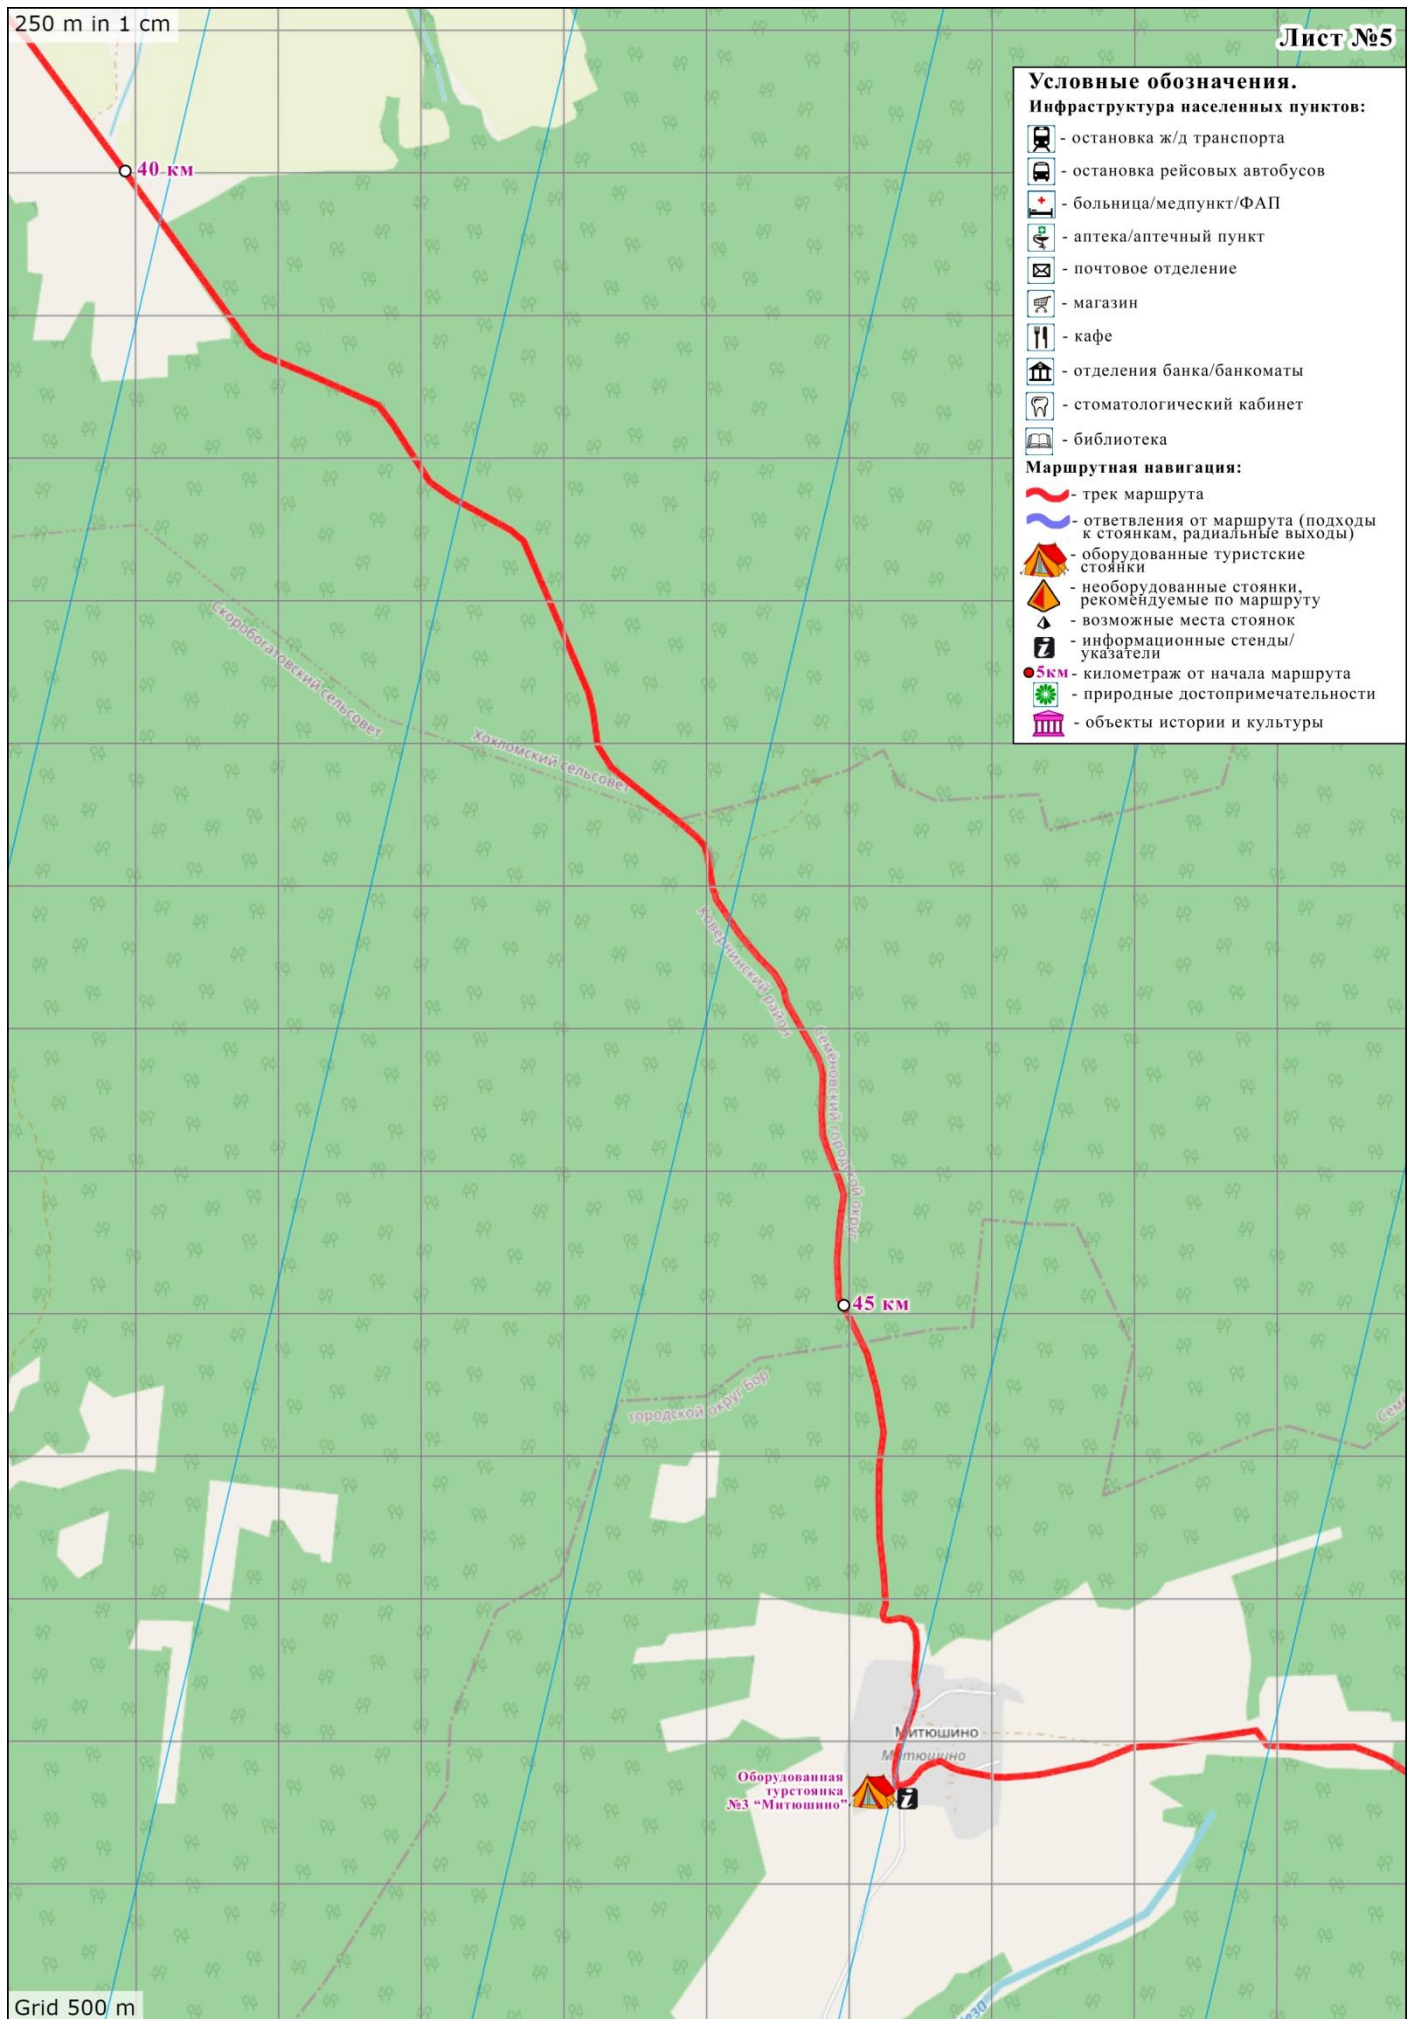 250 m in 1 cm
Лист №5
Условные обозначения.
Инфраструктура населенных пунктов:
- остановка ж/д транспорта
- остановка рейсовых автобусов
- больница/медпункт/ФАП
- аптека/аптечный пункт
- почтовое отделение
- магазин
- кафе
- отделения банка/банкоматы
- стоматологический кабинет
- библиотека
Маршрутная навигация:
- трек маршрута
- ответвления от маршрута (подходы
к стоянкам, радиальные выходы)
- оборудованные туристские
стоянки
- необорудованные стоянки,
рекомендуемые по маршруту
- возможные места стоянок
- информационные стенды/
указатели
5км - километраж от начала маршрута
- природные достопримечательности
- объекты истории и культуры
40 км
Скоробогатовский сельсовет
Хохломский сельсовет
Ковернинский район
Семёновский городской округ
45 км
городской округ Бор
Митюшино
Митюшино
Оборудованная
турстоянка
№3 “Митюшино”
Grid 500 m